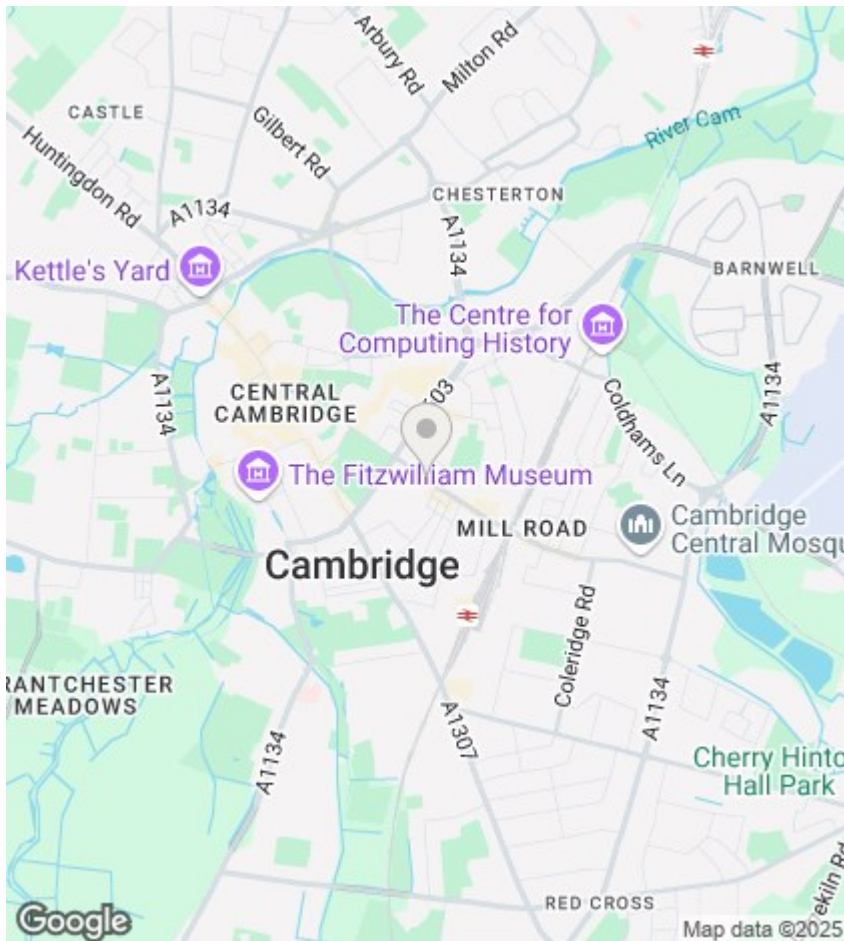 Arbury Rd
Milton Rd
CASTLE
Gilbert Rd
Huntingdon Rd
River Cam
CHESTERTON
A1134
A1134
Kettle's Yard
BARNWELL
The Centre for
Computing History
A1134
A1134
CENTRAL
CAMBRIDGE
Coldhams Ln
The Fitzwilliam Museum
MILL ROAD
Cambridge
Central Mosqu
Cambridge
Coleridge Rd
RANTCHESTER
MEADOWS
A1134
A1307
A1134
Cherry Hinto
Hall Park
RED CROSS
Google
Map data ©2025